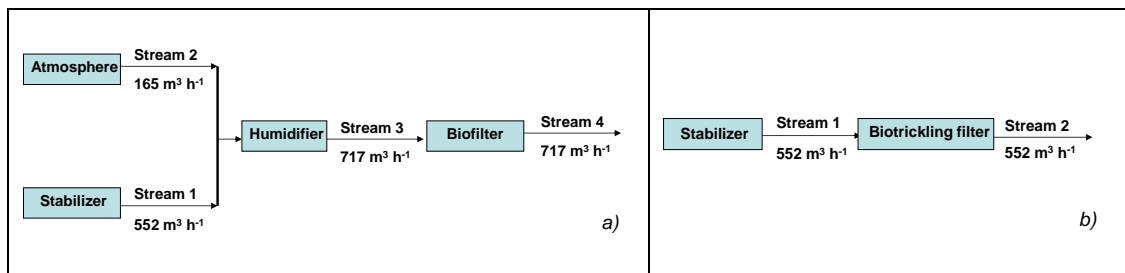 Atmosphere
Stream 2
165 m³ h⁻¹
Humidifier
Stream 3
717 m³ h⁻¹
Biofilter
Stream 4
717 m³ h⁻¹
Stabilizer
Stream 1
552 m³ h⁻¹
a)
Stabilizer
Stream 1
552 m³ h⁻¹
Biotrickling filter
Stream 2
552 m³ h⁻¹
b)